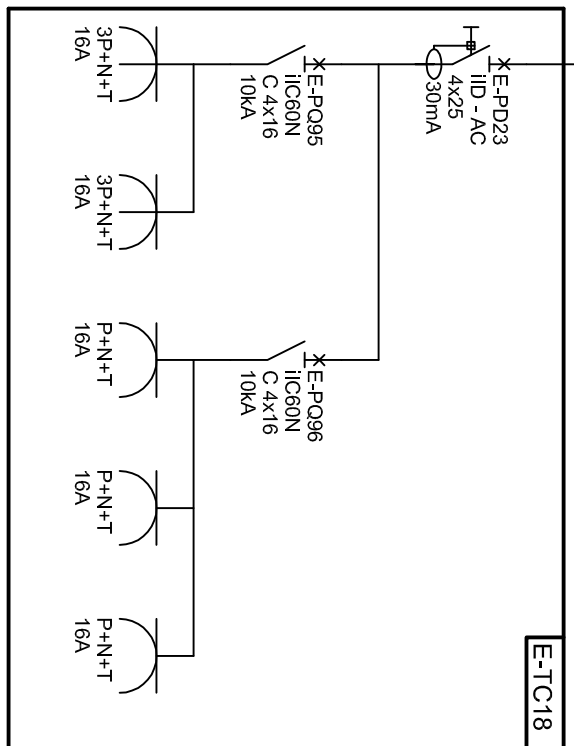 E-PD23
iID - AC
4x25
30mA
E-PQ95
iIC60N
C 4x16
10kA
E-PQ96
iIC60N
C 4x16
10kA
3P+N+T
16A
3P+N+T
16A
P+N+T
16A
P+N+T
16A
P+N+T
16A
E-TC18